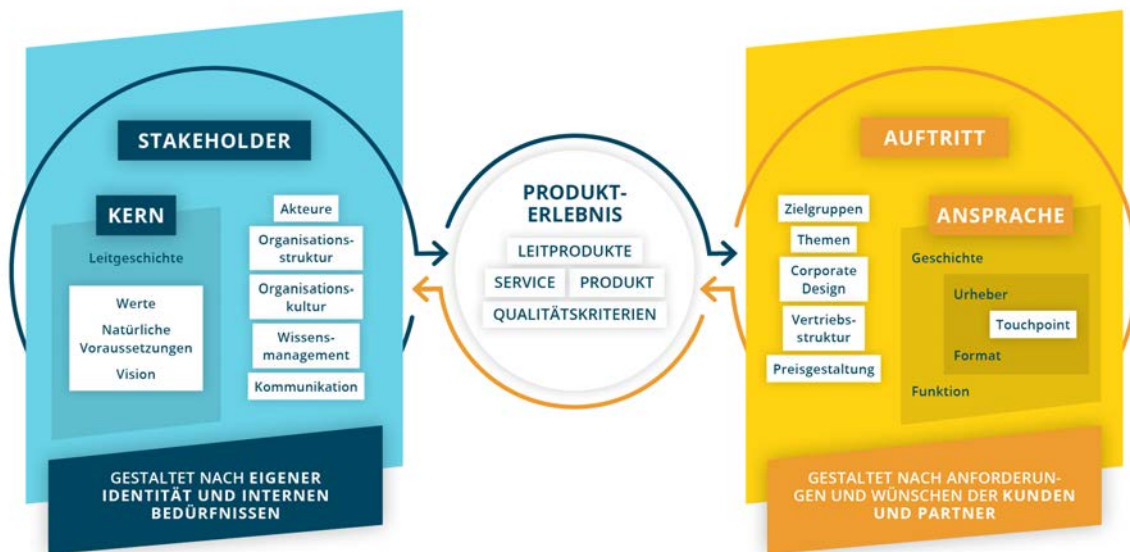 STAKEHOLDER
KERN
Leitgeschichte
Werte
Natürliche
Voraussetzungen
Vision
Akteure
Organisations-
struktur
Organisations-
kultur
Wissens-
management
Kommunikation
GESTALTET NACH EIGENER
IDENTITÄT UND INTERNEN
BEDÜRFNISSEN
PRODUKT-
ERLEBNIS
LEITPRODUKTE
SERVICE
PRODUKT
QUALITÄTSKRITERIEN
AUFTRITT
Zielgruppen
Themen
Corporate
Design
Vertriebs-
struktur
Preisgestaltung
ANSPRACHE
Geschichte
Urheber
Touchpoint
Format
Funktion
GESTALTET NACH ANFORDERUN-
GEN UND WÜNSCHEN DER KUNDEN
UND PARTNER